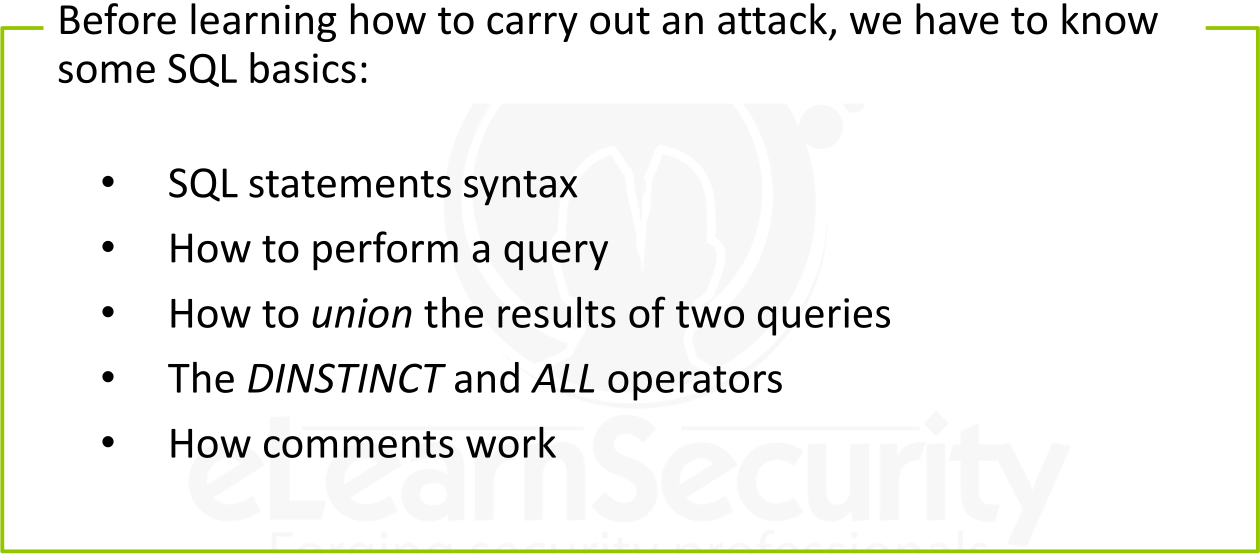 Before learning how to carry out an attack, we have to know
some SQL basics:
• SQL statements syntax
• How to perform a query
• How to union the results of two queries
• The DINSTINCT and ALL operators
• How comments work
eLearnSecurity
Forging security professionals